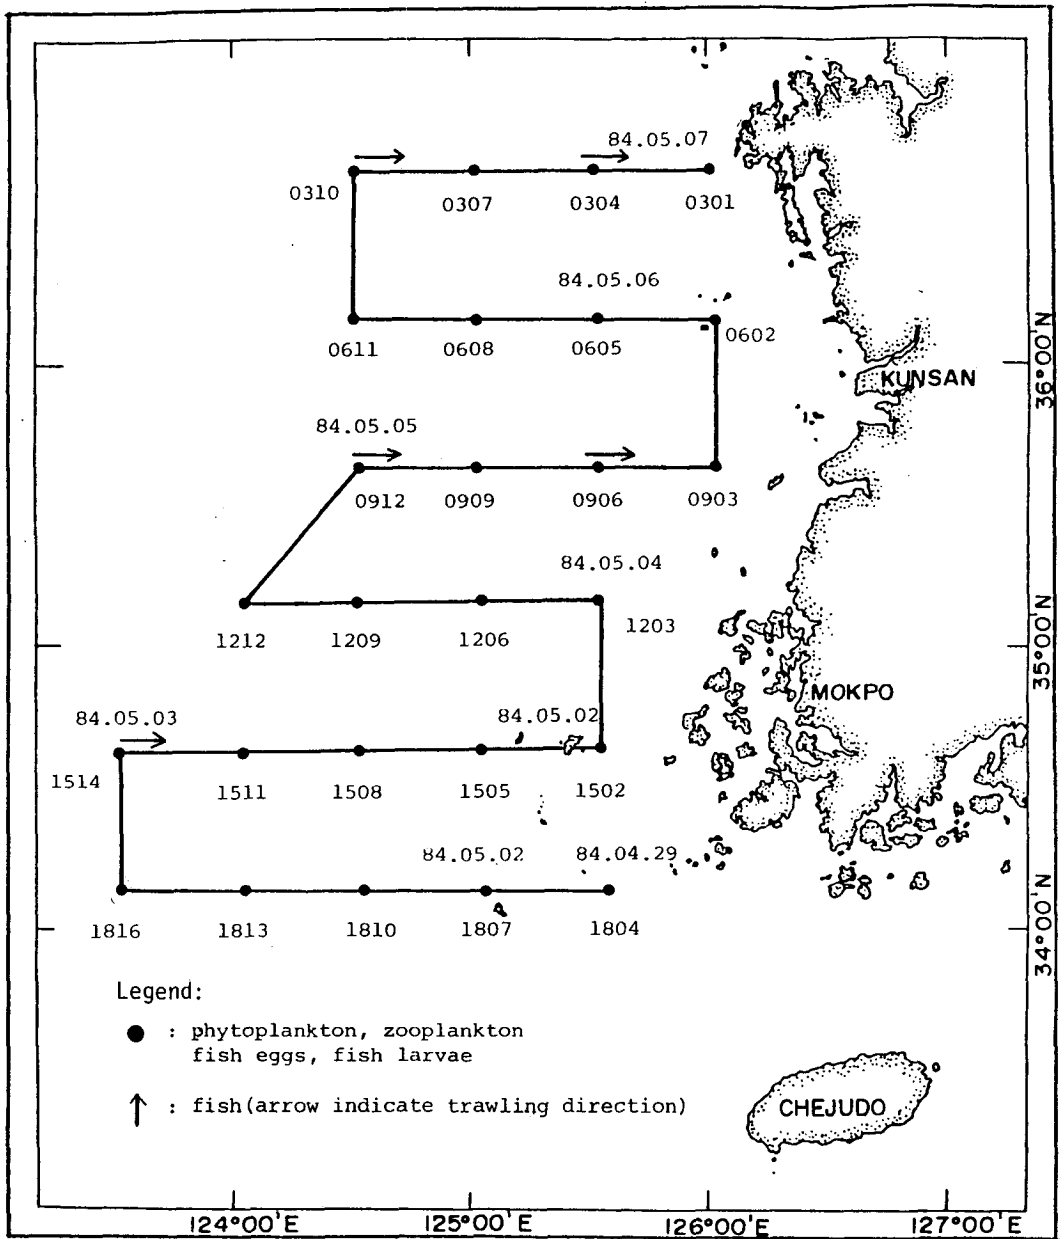 84.05.07
0310 0307 0304 0301
84.05.06
0611 0608 0605 0602
36°00'N
KUNSAN
84.05.05
0912 0909 0906 0903
84.05.04
1212 1209 1206 1203
35°00'N
MOKPO
84.05.03 84.05.02
1514 1511 1508 1505 1502
84.05.02 84.04.29
1816 1813 1810 1807 1804
34°00'N
Legend:
: phytoplankton, zooplankton
fish eggs, fish larvae
: fish(arrow indicate trawling direction)
CHEJUDO
124°00'E 125°00'E 126°00'E 127°00'E